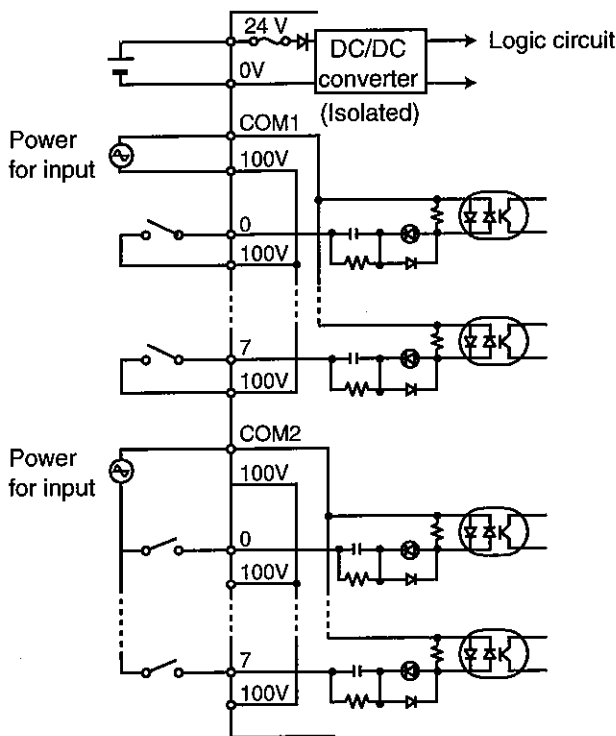 24 V
DC/DC
converter
(Isolated)
Logic circuit
0V
Power
for input
COM1
100V
0
100V
7
100V
Power
for input
COM2
100V
0
100V
7
100V